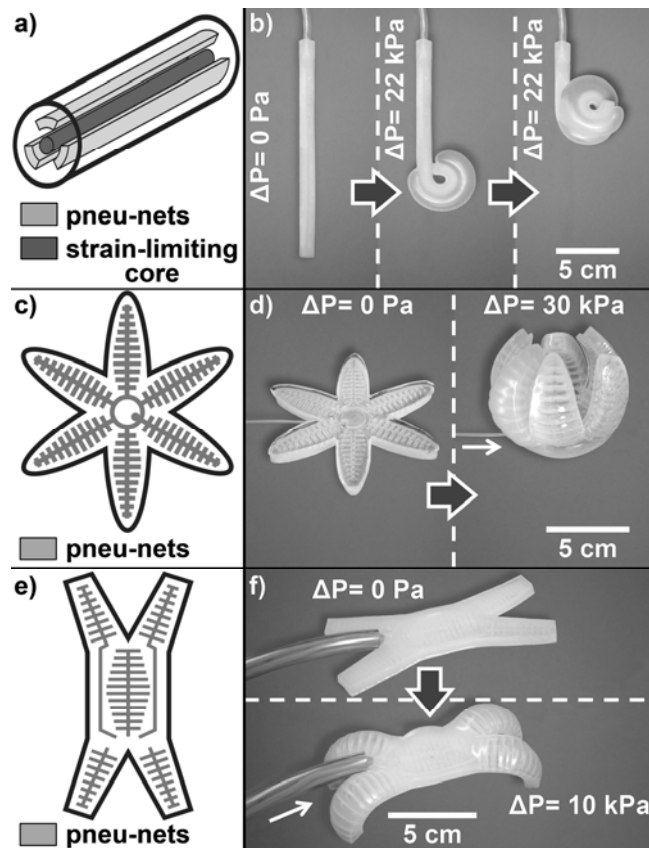 a)
pneu-nets
strain-limiting
core
b)
ΔP= 0 Pa
ΔP= 22 kPa
ΔP= 22 kPa
5 cm
c)
pneu-nets
d)
ΔP= 0 Pa
ΔP= 30 kPa
5 cm
e)
pneu-nets
f)
ΔP= 0 Pa
ΔP= 10 kPa
5 cm